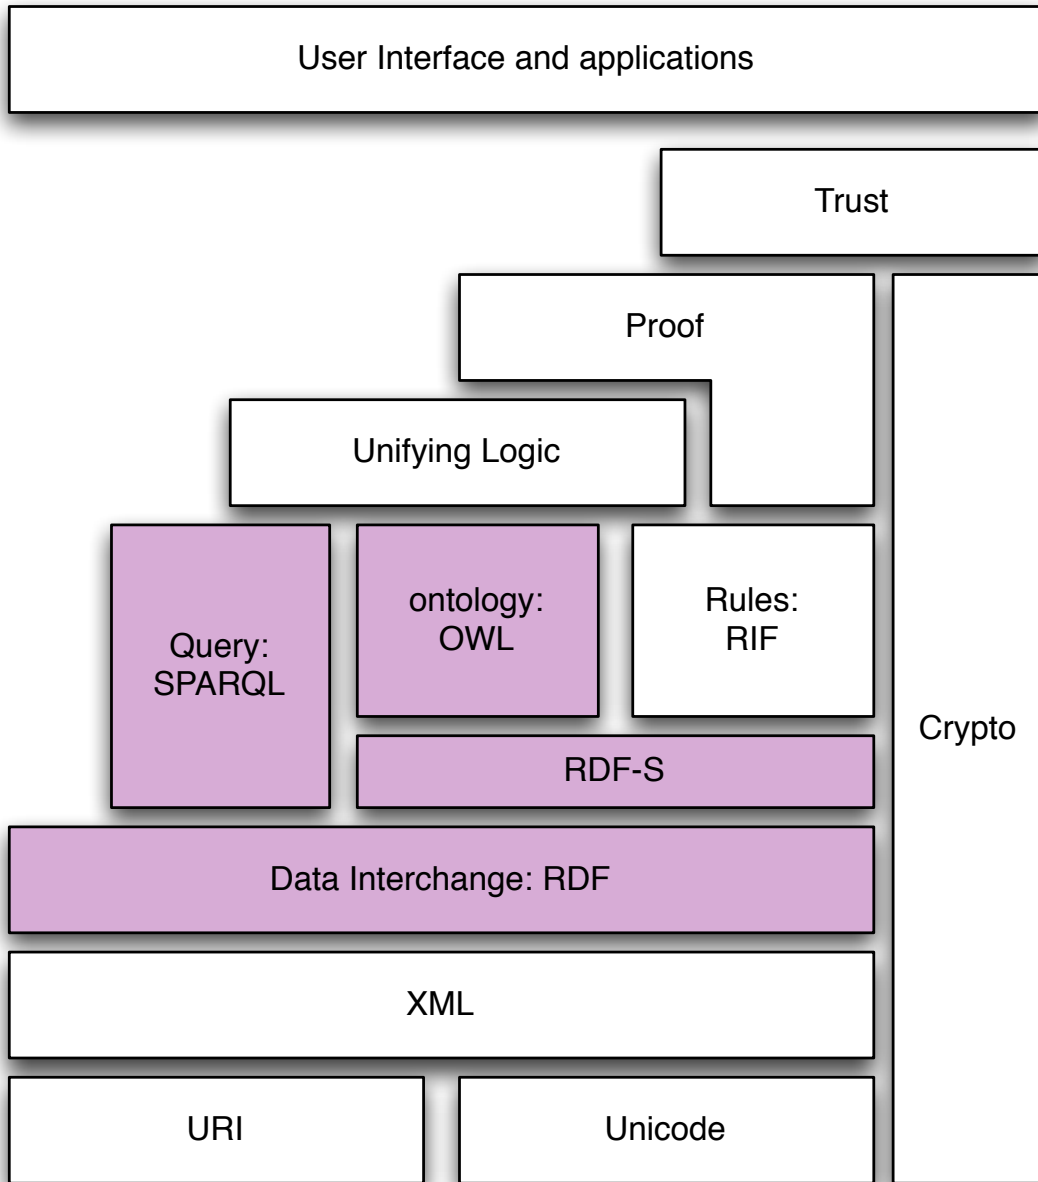 User Interface and applications
Trust
Proof
Unifying Logic
Query:
SPARQL
ontology:
OWL
Rules:
RIF
Crypto
RDF-S
Data Interchange: RDF
XML
URI
Unicode